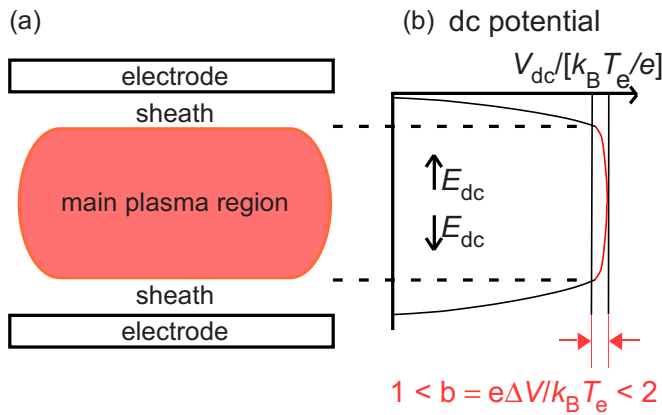 (a)
electrode
sheath
main plasma region
sheath
electrode
(b) dc potential
V_dc/[k_B T_e/e]
E_dc
E_dc
1 < b = eΔV/k_B T_e < 2